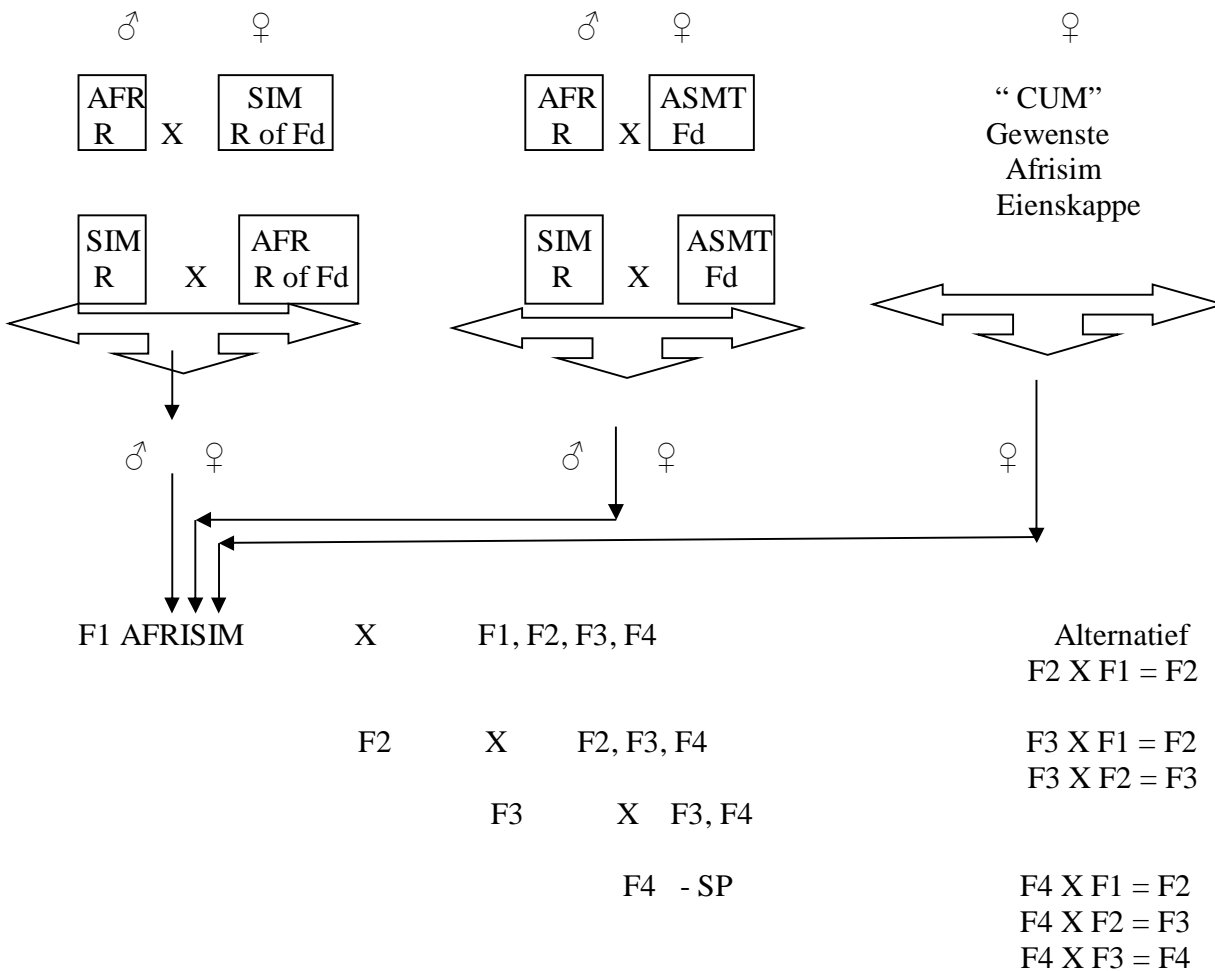 ♂ ♀ ♂ ♀ ♀
AFR SIM AFR ASMT “ CUM”
R X R of Fd R X Fd Gewenste
Afrisim
Eienskappe
SIM AFR SIM ASMT
R X R of Fd R X Fd
♂ ♀ ♂ ♀ ♀
F1 AFRISIM X F1, F2, F3, F4 Alternatief
F2 X F1 = F2
F2 X F2, F3, F4 F3 X F1 = F2
F3 X F2 = F3
F3 X F3, F4
F4 - SP F4 X F1 = F2
F4 X F2 = F3
F4 X F3 = F4